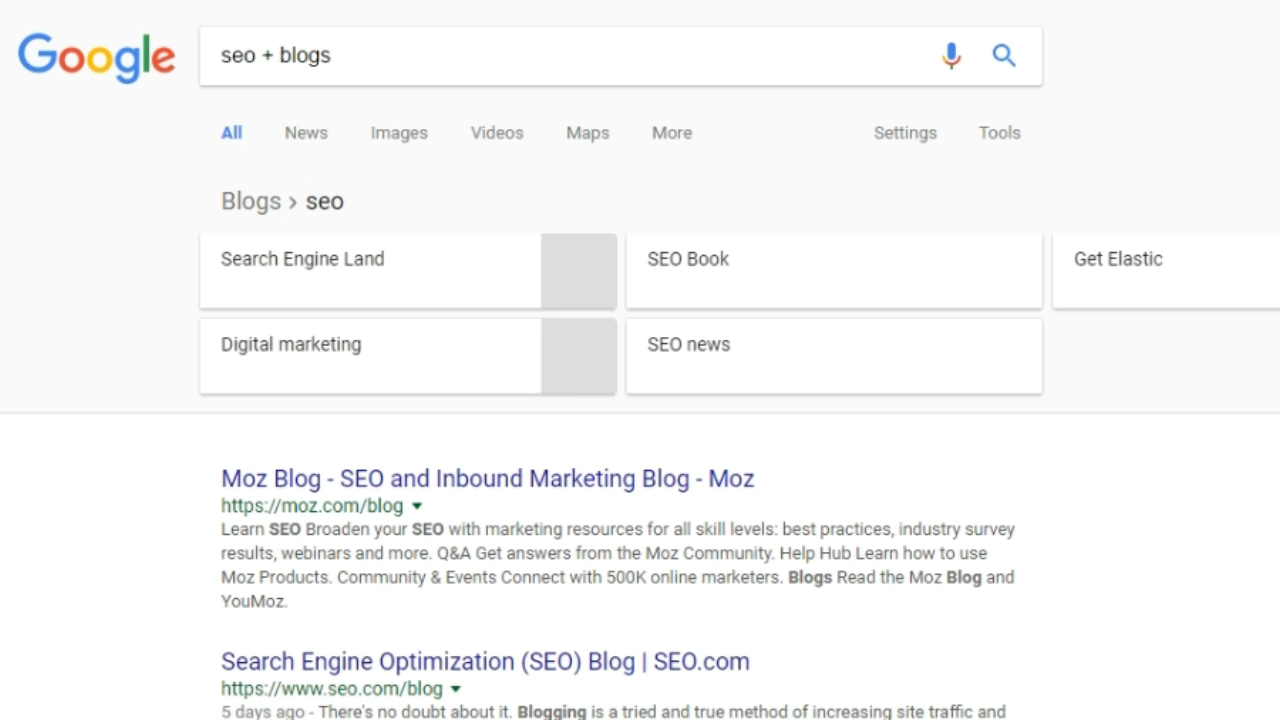 Google
seo + blogs
All News Images Videos Maps More Settings Tools
Blogs › seo
Search Engine Land SEO Book Get Elastic
Digital marketing SEO news
Moz Blog - SEO and Inbound Marketing Blog - Moz
https://moz.com/blog
Learn SEO Broaden your SEO with marketing resources for all skill levels: best practices, industry survey
results, webinars and more. Q&A Get answers from the Moz Community. Help Hub Learn how to use
Moz Products. Community & Events Connect with 500K online marketers. Blogs Read the Moz Blog and
YouMoz.
Search Engine Optimization (SEO) Blog | SEO.com
https://www.seo.com/blog
5 days ago - There's no doubt about it. Blogging is a tried and true method of increasing site traffic and